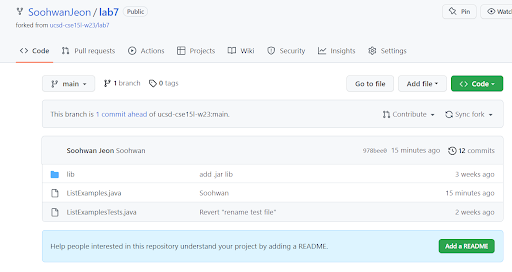 SoohwanJeon / lab7 Public
Pin Watc
forked from ucsd-cse15l-w23/lab7
Code Pull requests Actions Projects Wiki Security Insights Settings
main 1 branch 0 tags Go to file Add file Code
This branch is 1 commit ahead of ucsd-cse15l-w23:main. Contribute Sync fork
Soohwan Jeon Soohwan 978bee0 15 minutes ago 12 commits
lib add .jar lib 3 weeks ago
ListExamples.java Soohwan 15 minutes ago
ListExamplesTests.java Revert "rename test file" 2 weeks ago
Help people interested in this repository understand your project by adding a README. Add a README